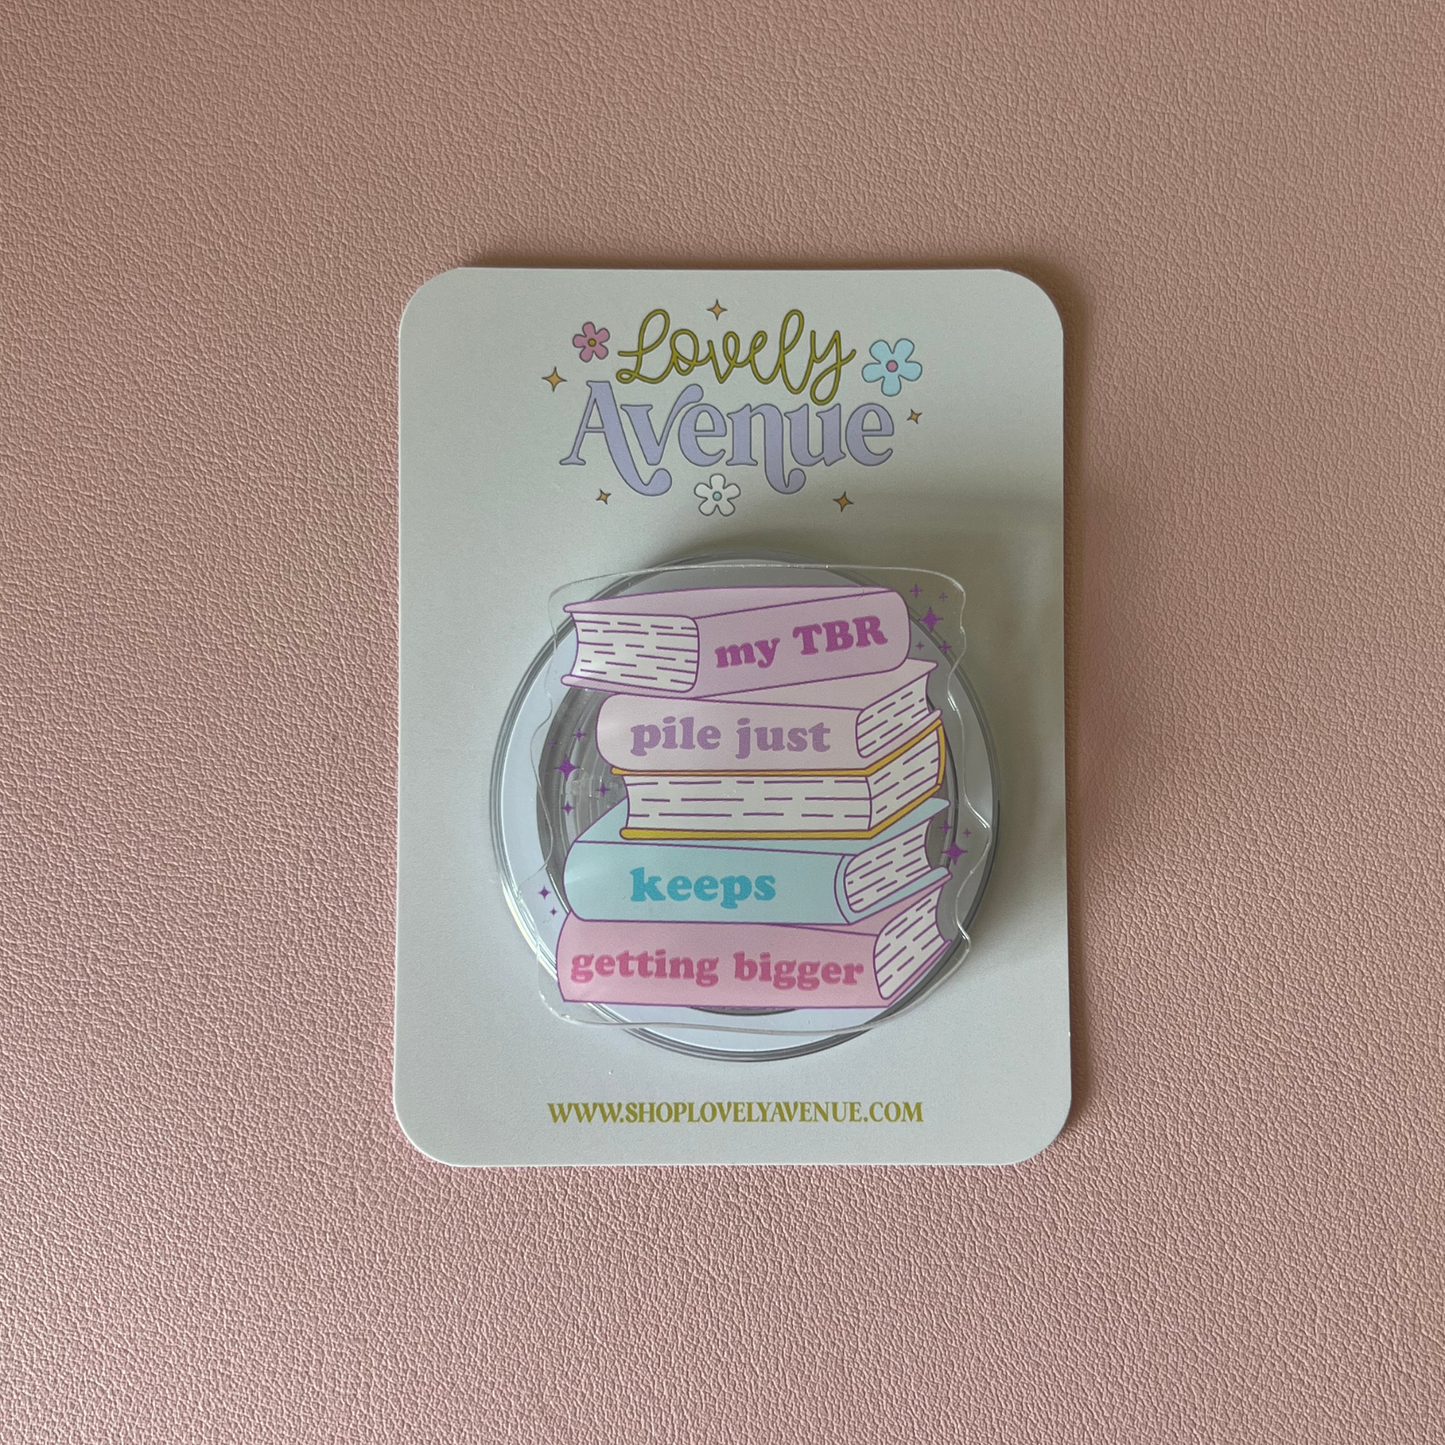 Lovely
Avenue
my TBR
pile just
keeps
getting bigger
WWW.SHOPLOVELYAVENUE.COM